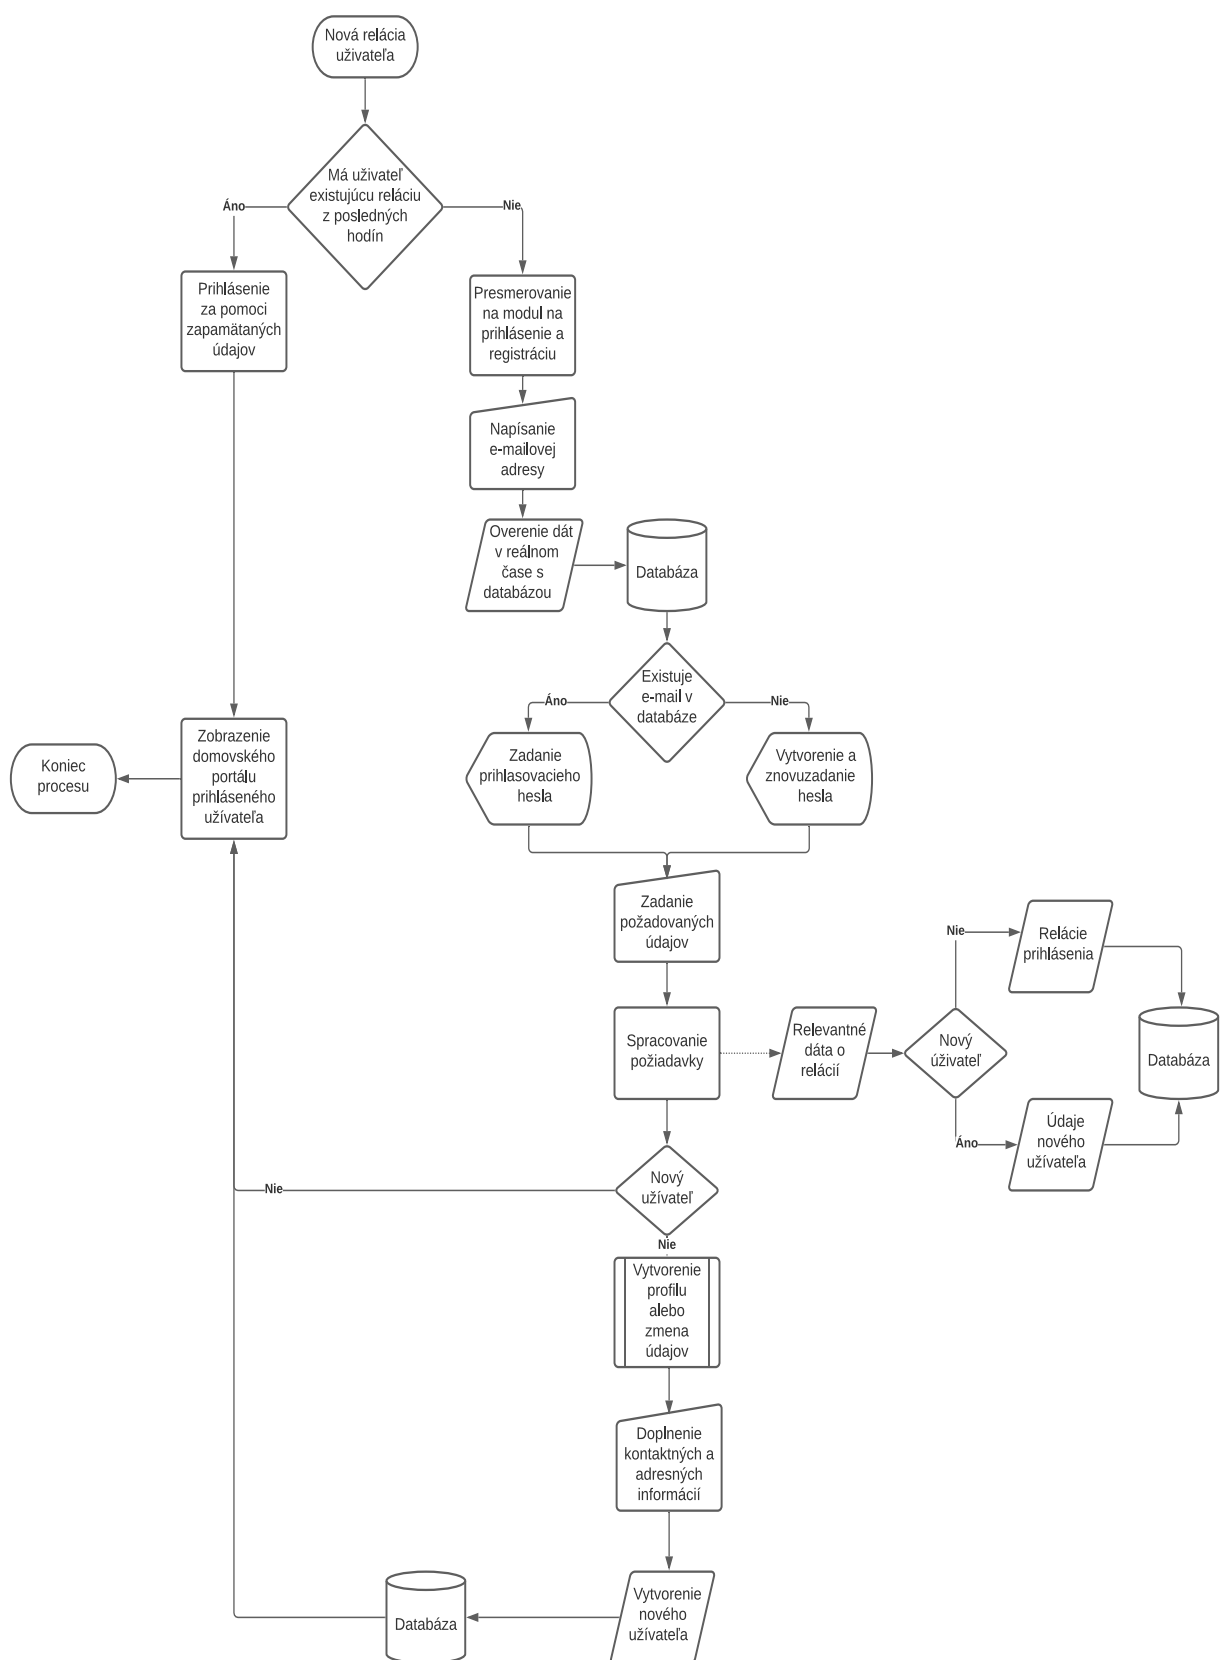 Nová relácia
uživateľa
Má uživateľ
existujúcu reláciu
z posledných
hodín
Áno
Nie
Prihlásenie
za pomoci
zapamätaných
údajov
Presmerovanie
na modul na
prihlásenie a
registráciu
Napísanie
e-mailovej
adresy
Overenie dát
v reálnom
čase s
databázou
Databáza
Existuje
e-mail v
databáze
Áno
Nie
Zadanie
prihlasovacieho
hesla
Vytvorenie a
znovuzadanie
hesla
Zobrazenie
domovského
portálu
prihláseného
užívateľa
Koniec
procesu
Zadanie
požadovaných
údajov
Spracovanie
požiadavky
Relevantné
dáta o
relácií
Nový
úživateľ
Nie
Relácie
prihlásenia
Databáza
Áno
Údaje
nového
užívateľa
Nový
užívateľ
Nie
Nie
Vytvorenie
profilu
alebo
zmena
údajov
Doplnenie
kontaktných a
adresných
informácií
Vytvorenie
nového
užívateľa
Databáza